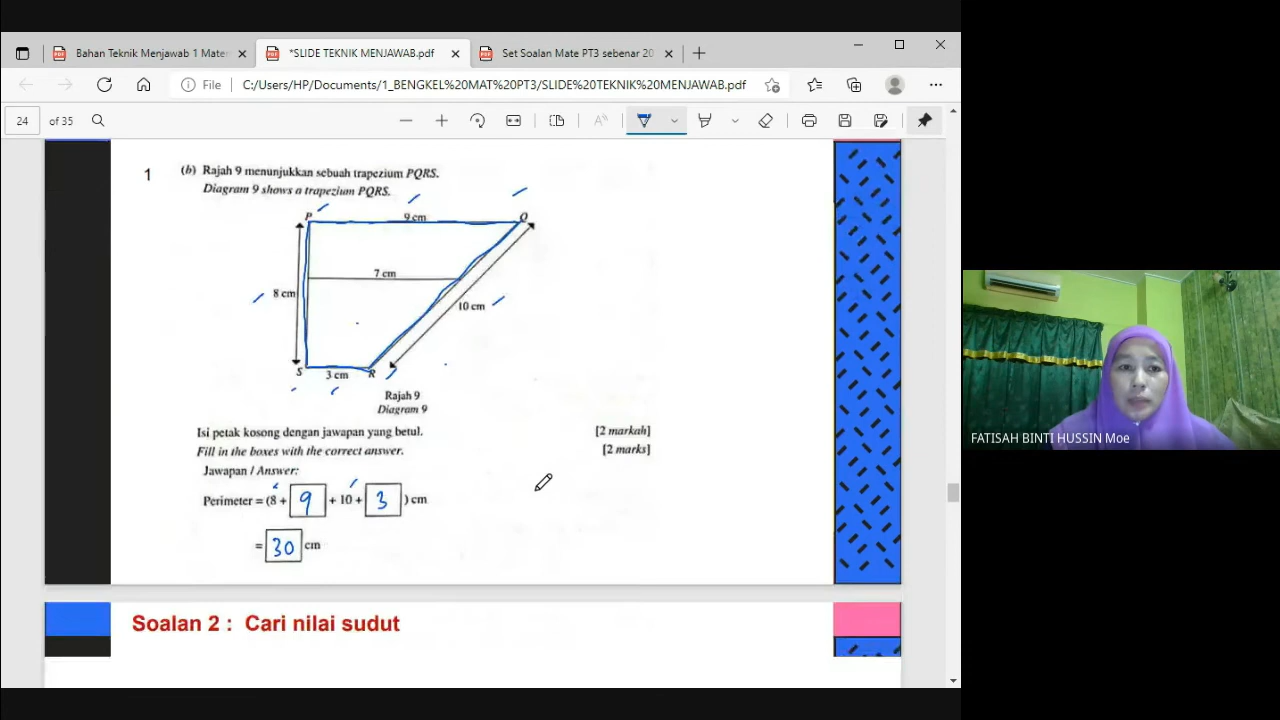 Bahan Teknik Menjawab 1 Matem
*SLIDE TEKNIK MENJAWAB.pdf
Set Soalan Mate PT3 sebenar 20
File
C:/Users/HP/Documents/1_BENGKEL%20MAT%20PT3/SLIDE%20TEKNIK%20MENJAWAB.pdf
24 of 35
1 (b) Rajah 9 menunjukkan sebuah trapezium PQRS.
Diagram 9 shows a trapezium PQRS.
P 9 cm Q
7 cm
8 cm
10 cm
S 3 cm R
Rajah 9
Diagram 9
Isi petak kosong dengan jawapan yang betul. [2 markah]
Fill in the boxes with the correct answer. [2 marks]
Jawapan / Answer:
Perimeter = (8 + 9 + 10 + 3 ) cm
= 30 cm
Soalan 2 : Cari nilai sudut
FATISAH BINTI HUSSIN Moe